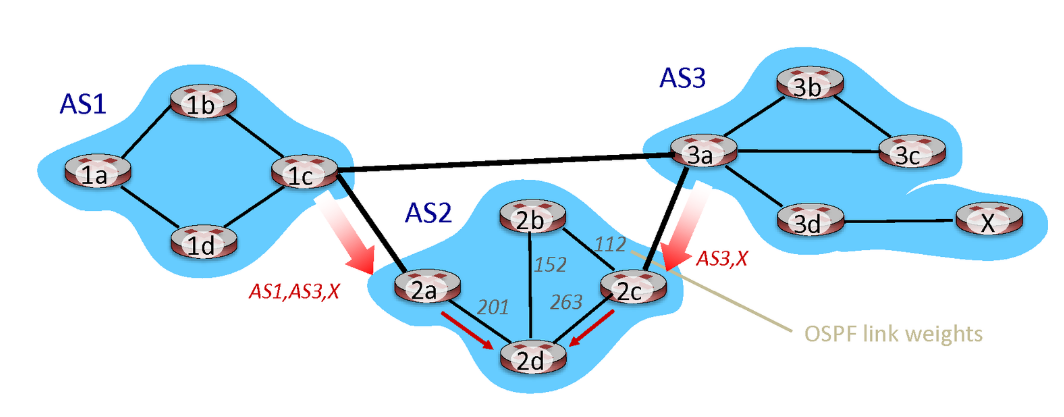 AS1
1b
1a
1c
1d
AS3
3b
3a
3c
3d
X
AS2
2b
112
152
AS3,X
AS1,AS3,X
2a
2c
201
263
OSPF link weights
2d